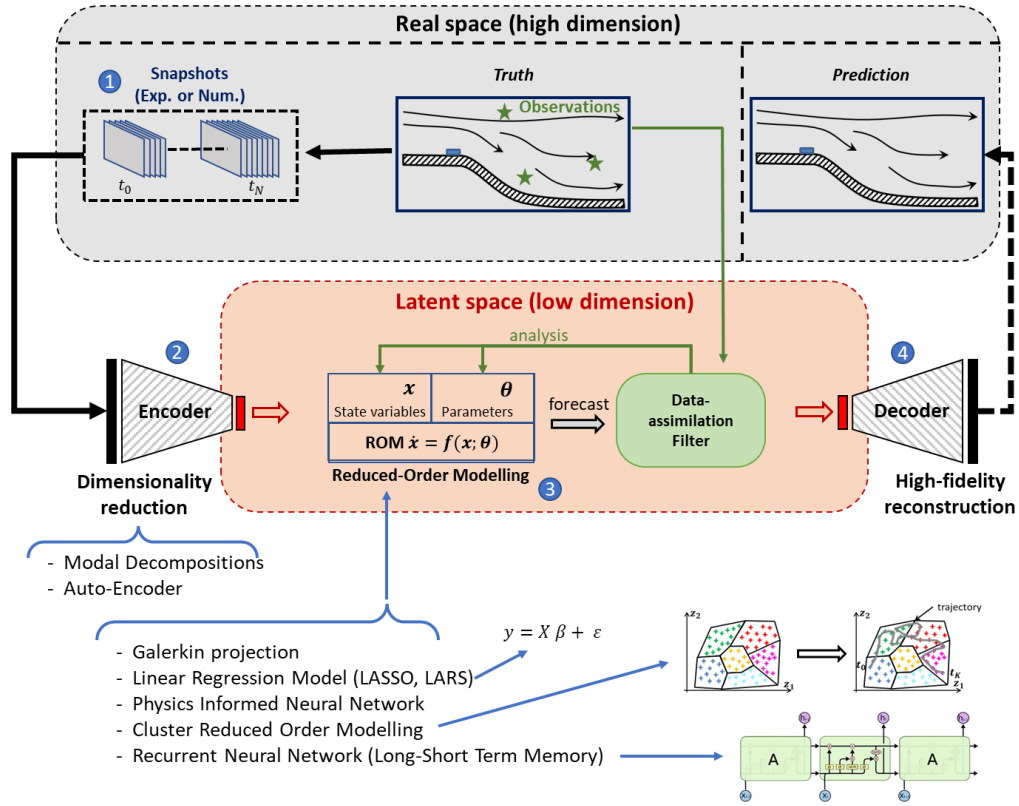 Real space (high dimension)
1
Snapshots
(Exp. or Num.)
t0
tN
Truth
Observations
Prediction
Latent space (low dimension)
2
Encoder
Dimensionality
reduction
analysis
x
State variables
θ
Parameters
ROM ẋ = f(x; θ)
Reduced-Order Modelling
3
forecast
Data-
assimilation
Filter
4
Decoder
High-fidelity
reconstruction
- Modal Decompositions
- Auto-Encoder
- Galerkin projection
- Linear Regression Model (LASSO, LARS)
- Physics Informed Neural Network
- Cluster Reduced Order Modelling
- Recurrent Neural Network (Long-Short Term Memory)
y = X β + ε
z2
z1
trajectory
z2
t0
tK
z1
A
A